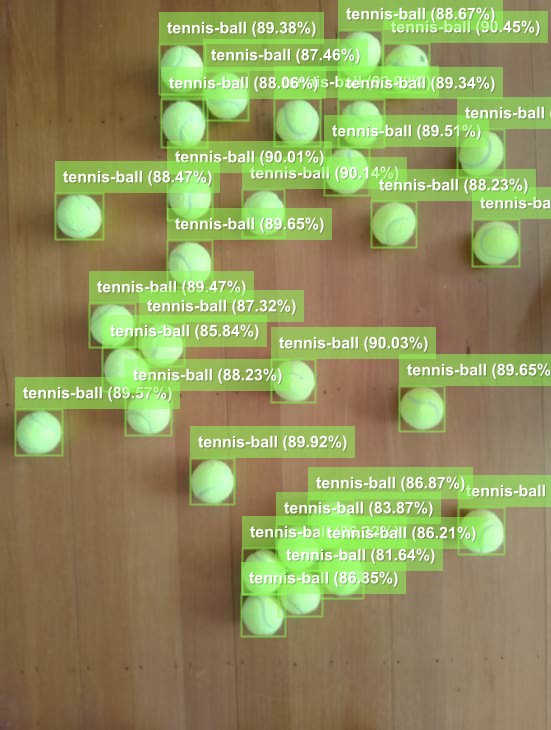 tennis-ball (88.67%)
tennis-ball (89.38%)
tennis-ball (90.45%)
tennis-ball (87.46%)
tennis-ball (88.06%)
tennis-ball (89.34%)
tennis-ball
tennis-ball (89.51%)
tennis-ball (90.01%)
tennis-ball (90.14%)
tennis-ball (88.47%)
tennis-ball (88.23%)
tennis-ba
tennis-ball (89.65%)
tennis-ball (89.47%)
tennis-ball (87.32%)
tennis-ball (85.84%)
tennis-ball (90.03%)
tennis-ball (89.65%
tennis-ball (88.23%)
tennis-ball (89.57%)
tennis-ball (89.92%)
tennis-ball (86.87%)
tennis-ball
tennis-ball (83.87%)
tennis-ball (86.21%)
tennis-ball (81.64%)
tennis-ball (86.85%)